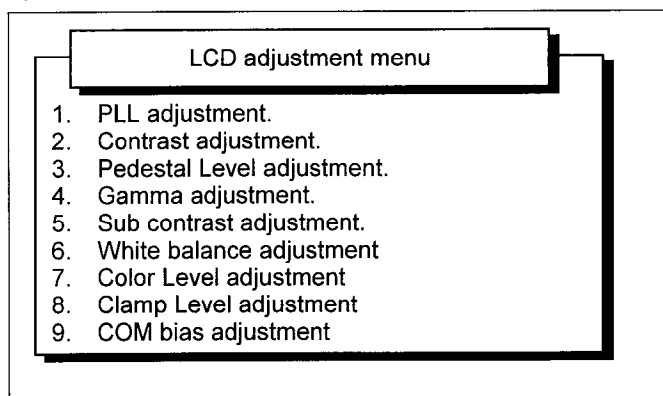 LCD adjustment menu
1. PLL adjustment.
2. Contrast adjustment.
3. Pedestal Level adjustment.
4. Gamma adjustment.
5. Sub contrast adjustment.
6. White balance adjustment
7. Color Level adjustment
8. Clamp Level adjustment
9. COM bias adjustment